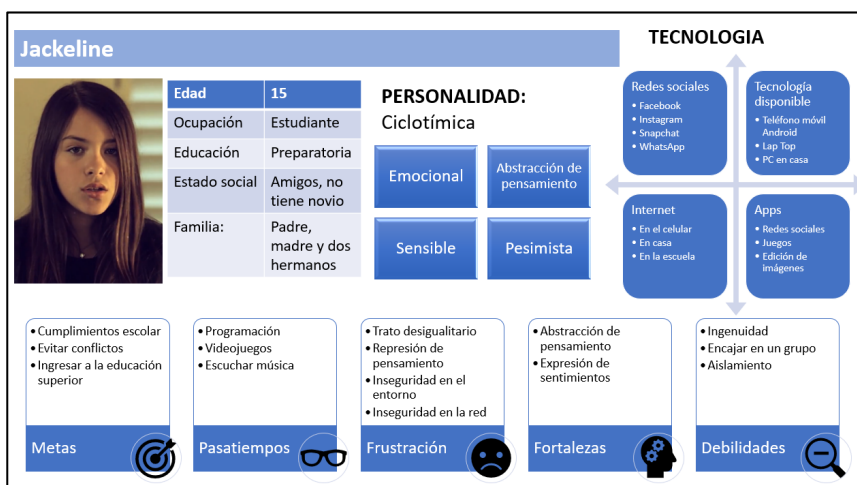 Jackeline
Edad 15
Ocupación Estudiante
Educación Preparatoria
Estado social Amigos, no
tiene novio
Familia: Padre,
madre y dos
hermanos
PERSONALIDAD:
Ciclotímica
Emocional
Abstracción de
pensamiento
Sensible
Pesimista
TECNOLOGIA
Redes sociales
• Facebook
• Instagram
• Snapchat
• WhatsApp
Tecnología
disponible
• Teléfono móvil
Android
• Lap Top
• PC en casa
Internet
• En el celular
• En casa
• En la escuela
Apps
• Redes sociales
• Juegos
• Edición de
imágenes
• Cumplimientos escolar
• Evitar conflictos
• Ingresar a la educación
superior
Metas
• Programación
• Videojuegos
• Escuchar música
Pasatiempos
• Trato desigualitario
• Represión de
pensamiento
• Inseguridad en el
entorno
• Inseguridad en la red
Frustración
• Abstracción de
pensamiento
• Expresión de
sentimientos
Fortalezas
• Ingenuidad
• Encajar en un grupo
• Aislamiento
Debilidades